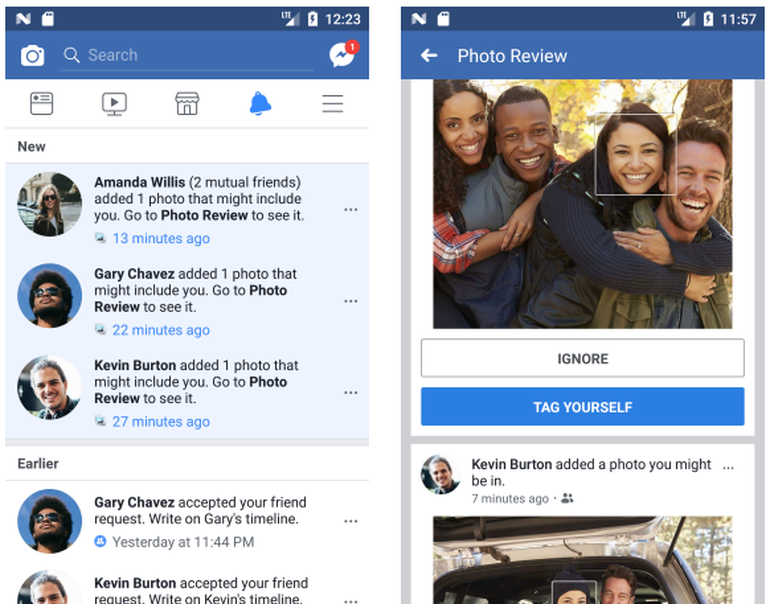 LTE 12:23
Search
1
New
Amanda Willis (2 mutual friends)
added 1 photo that might include
you. Go to Photo Review to see it.
13 minutes ago
Gary Chavez added 1 photo that
might include you. Go to Photo
Review to see it.
22 minutes ago
Kevin Burton added 1 photo that
might include you. Go to Photo
Review to see it.
27 minutes ago
Earlier
Gary Chavez accepted your friend
request. Write on Gary's timeline.
Yesterday at 11:44 PM
Kevin Burton accepted your friend
request. Write on Kevin's timeline.
LTE 11:57
Photo Review
IGNORE
TAG YOURSELF
Kevin Burton added a photo you might
be in.
7 minutes ago ·